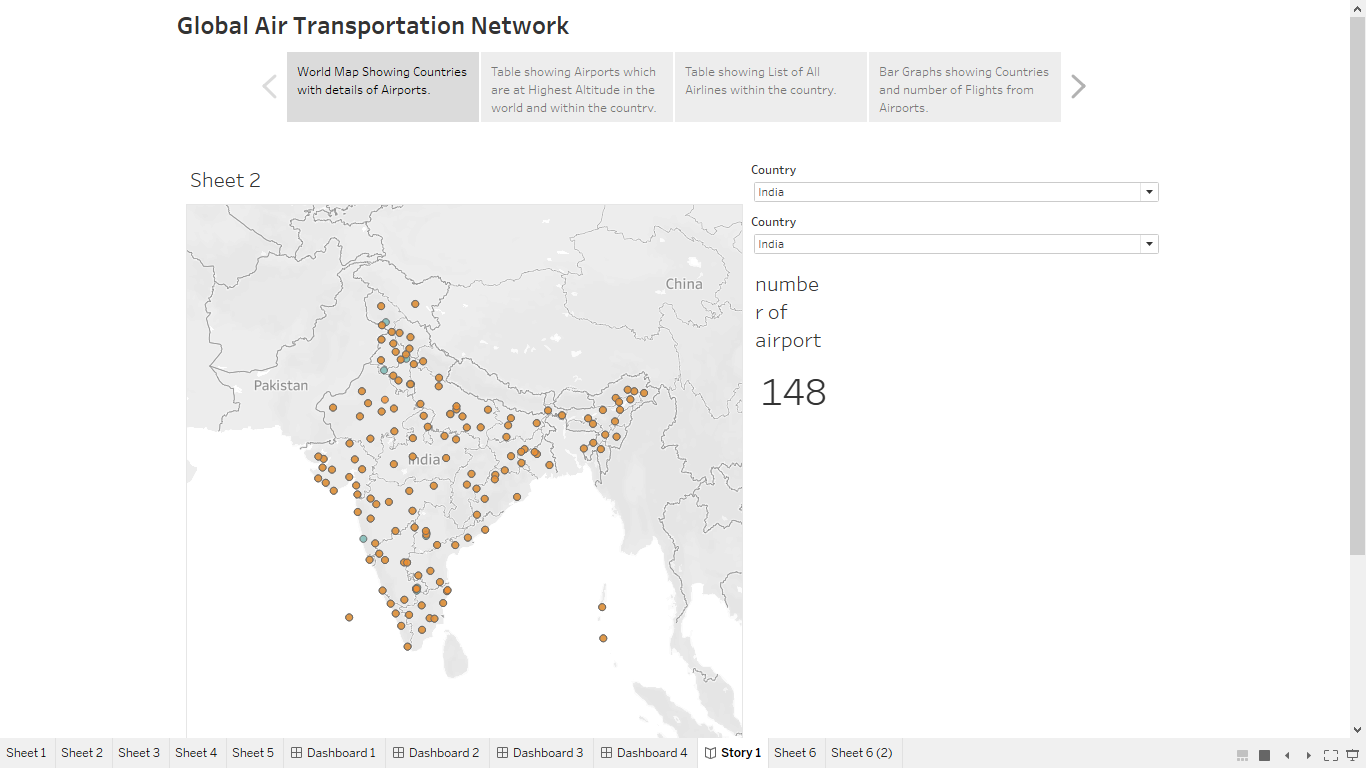 Global Air Transportation Network
World Map Showing Countries
with details of Airports.
Table showing Airports which
are at Highest Altitude in the
world and within the country.
Table showing List of All
Airlines within the country.
Bar Graphs showing Countries
and number of Flights from
Airports.
Sheet 2
Country
India
Country
India
numbe
r of
airport
148
China
Pakistan
India
Sheet 1
Sheet 2
Sheet 3
Sheet 4
Sheet 5
Dashboard 1
Dashboard 2
Dashboard 3
Dashboard 4
Story 1
Sheet 6
Sheet 6 (2)